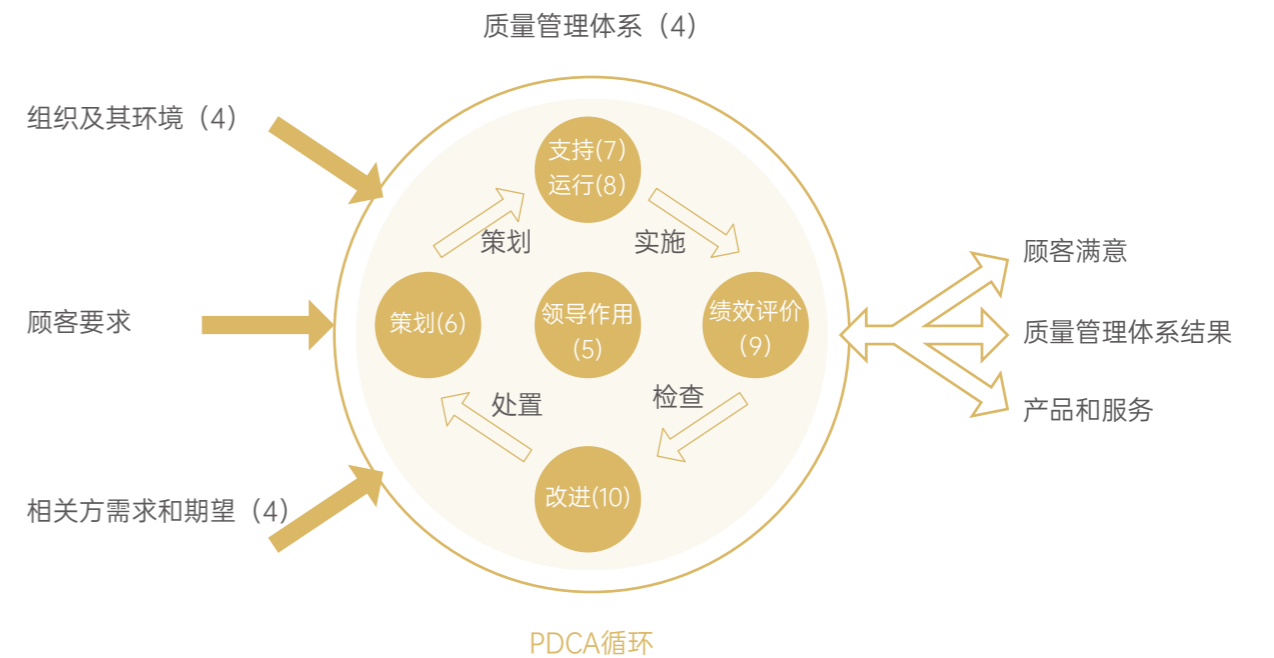 质量管理体系（4）
组织及其环境（4）
支持(7)
运行(8)
策划
实施
顾客满意
顾客要求
策划(6)
领导作用
(5)
绩效评价
(9)
质量管理体系结果
处置
检查
产品和服务
相关方需求和期望（4）
改进(10)
PDCA循环